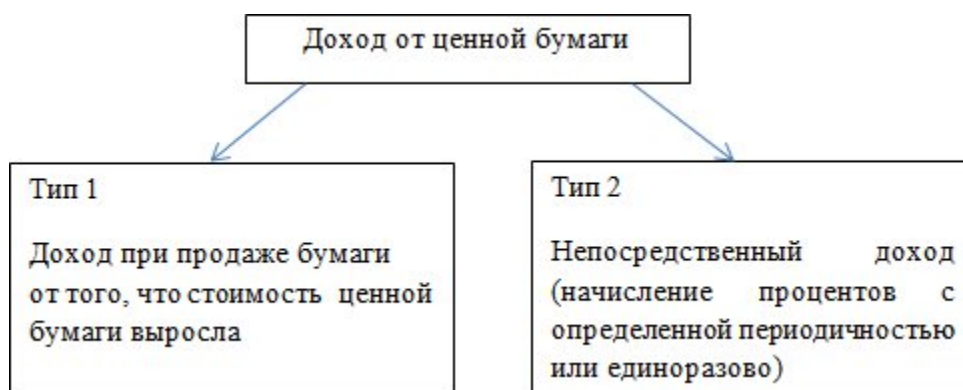 Доход от ценной бумаги
Тип 1
Доход при продаже бумаги
от того, что стоимость ценной
бумаги выросла
Тип 2
Непосредственный доход
(начисление процентов с
определенной периодичностью
или единоразово)